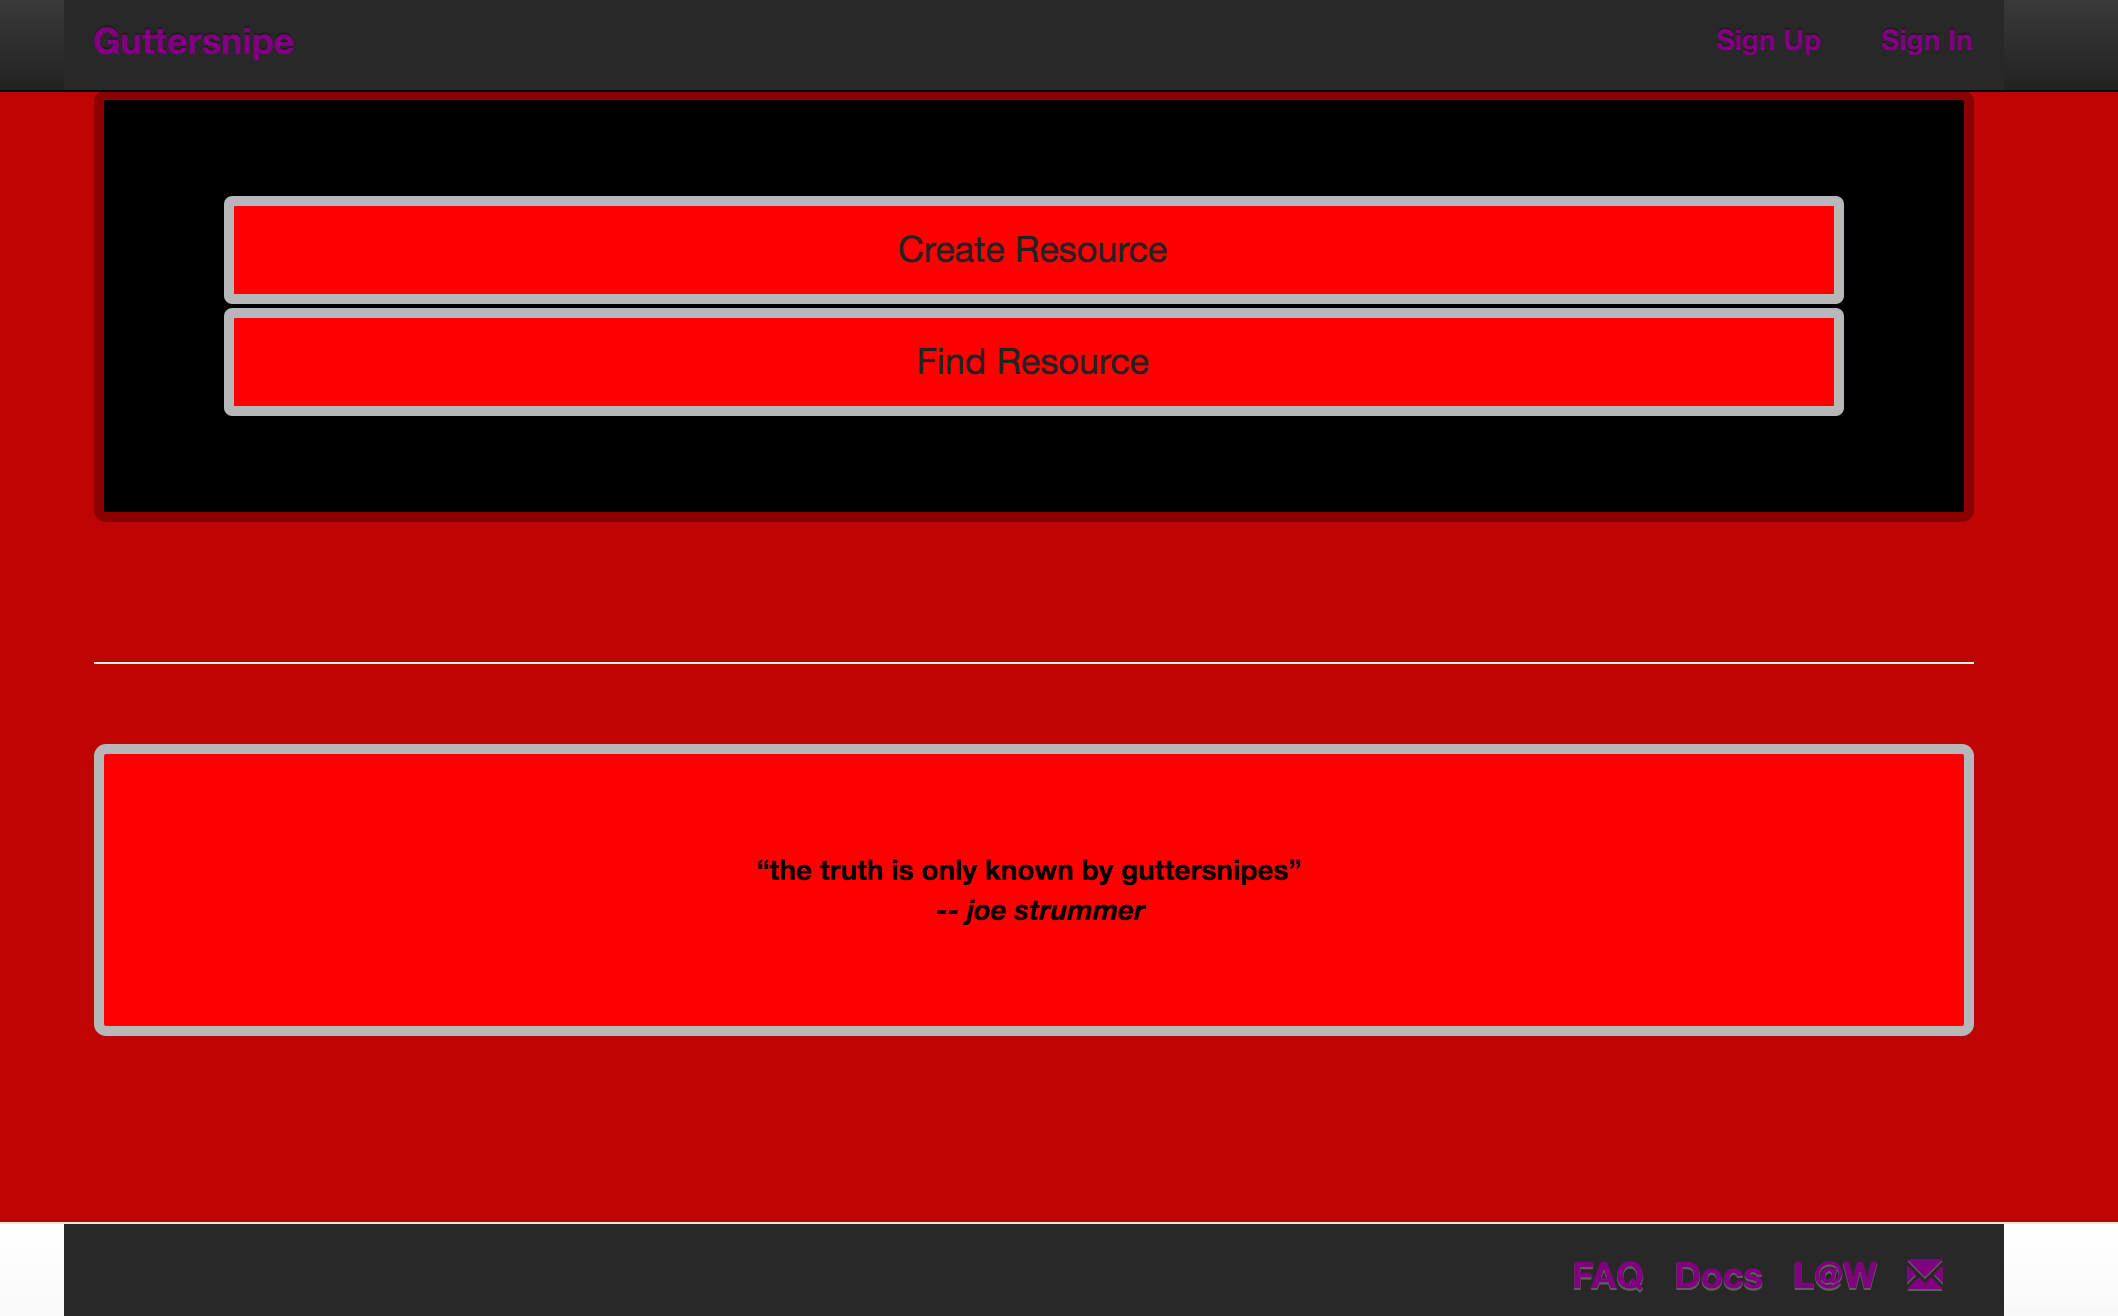 Guttersnipe Sign Up Sign In
Create Resource
Find Resource
“the truth is only known by guttersnipes”
-- joe strummer
FAQ Docs L@W